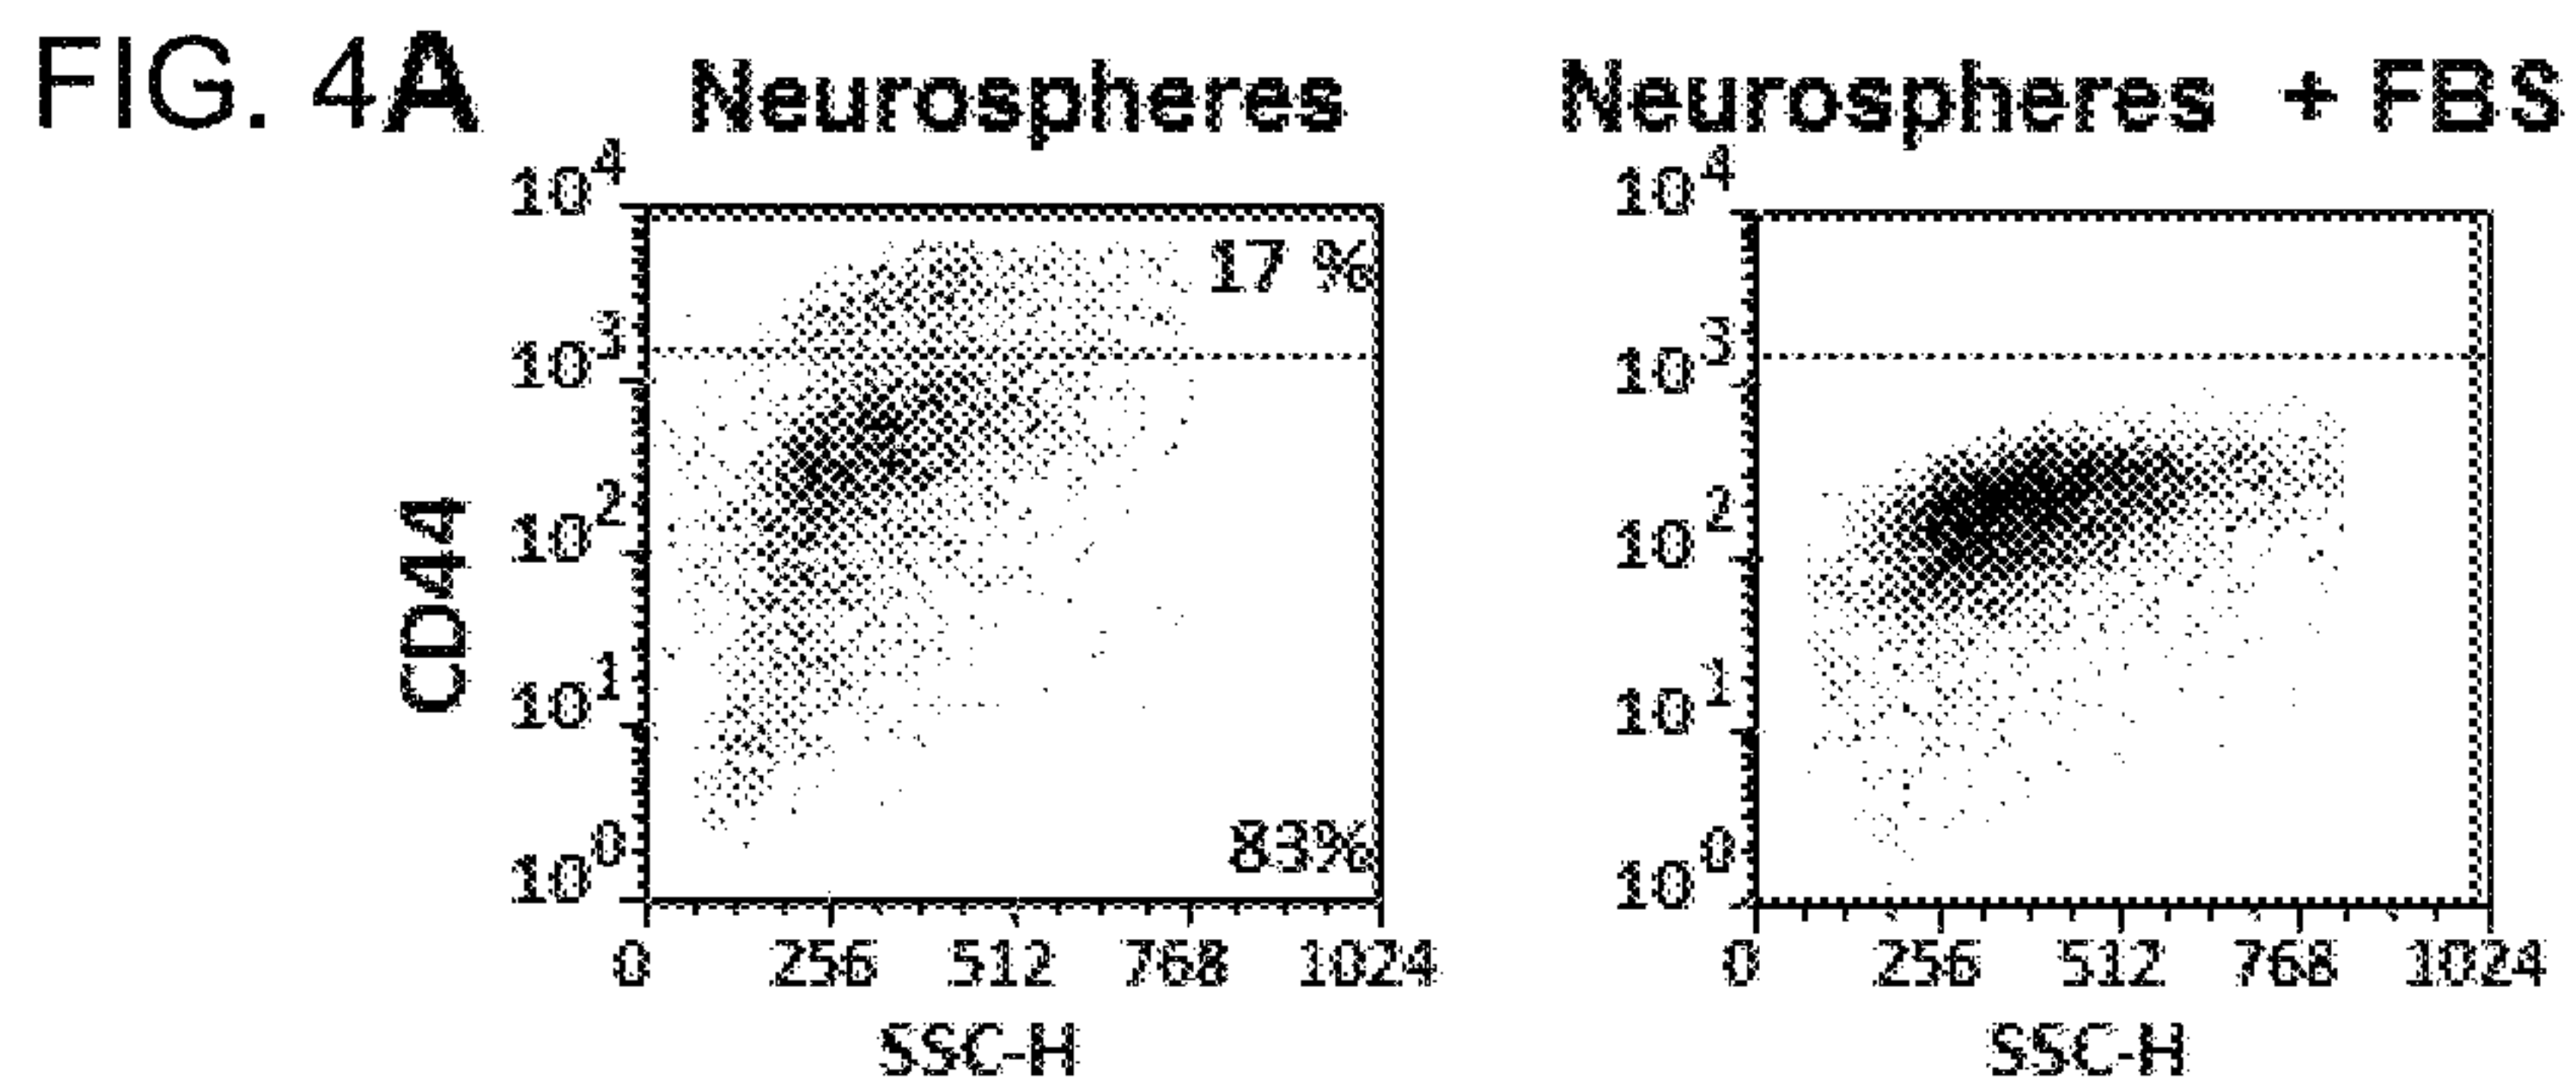 FIG. 4A Neurospheres Neurospheres + FBS
10^4 10^4
17 %
10^3 10^3
CD44
10^2 10^2
10^1 10^1
83%
10^0 10^0
0 256 512 768 1024 0 256 512 768 1024
SSC-H SSC-H